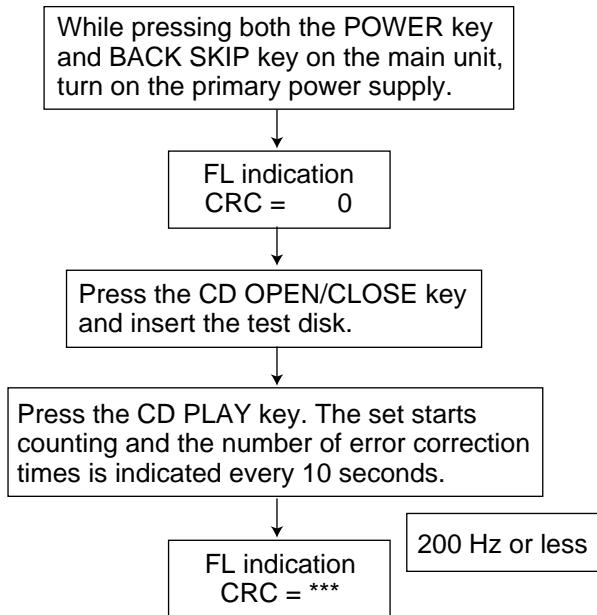 While pressing both the POWER key
and BACK SKIP key on the main unit,
turn on the primary power supply.
FL indication
CRC = 0
Press the CD OPEN/CLOSE key
and insert the test disk.
Press the CD PLAY key. The set starts
counting and the number of error correction
times is indicated every 10 seconds.
200 Hz or less
FL indication
CRC = ***